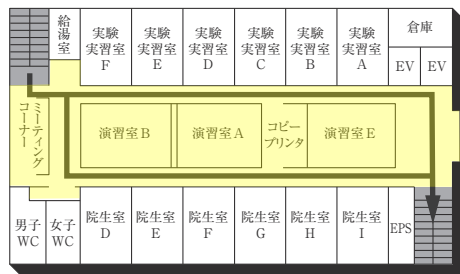 給湯室
実験
実習室
F
実験
実習室
E
実験
実習室
D
実験
実習室
C
実験
実習室
B
実験
実習室
A
倉庫
EV
EV
ミーティング
コーナー
演習室B
演習室A
コピー
プリンタ
演習室E
男子
WC
女子
WC
院生室
D
院生室
E
院生室
F
院生室
G
院生室
H
院生室
I
EPS